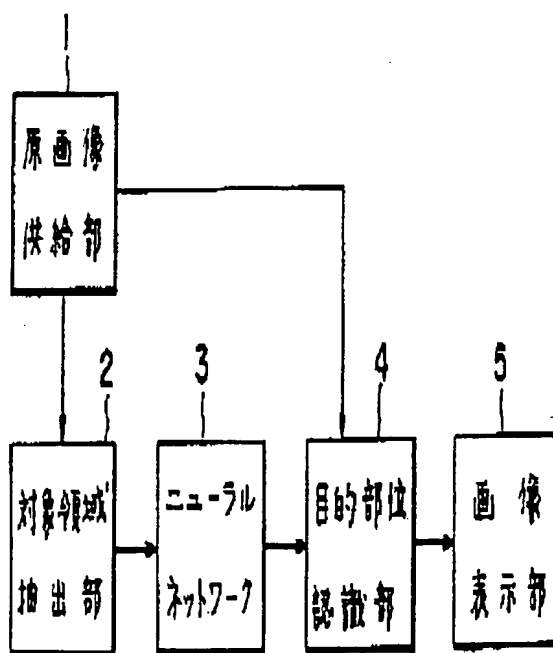 1
原画像
供給部
2
対象領域
抽出部
3
ニューラル
ネットワーク
4
目的部位
認識部
5
画像
表示部